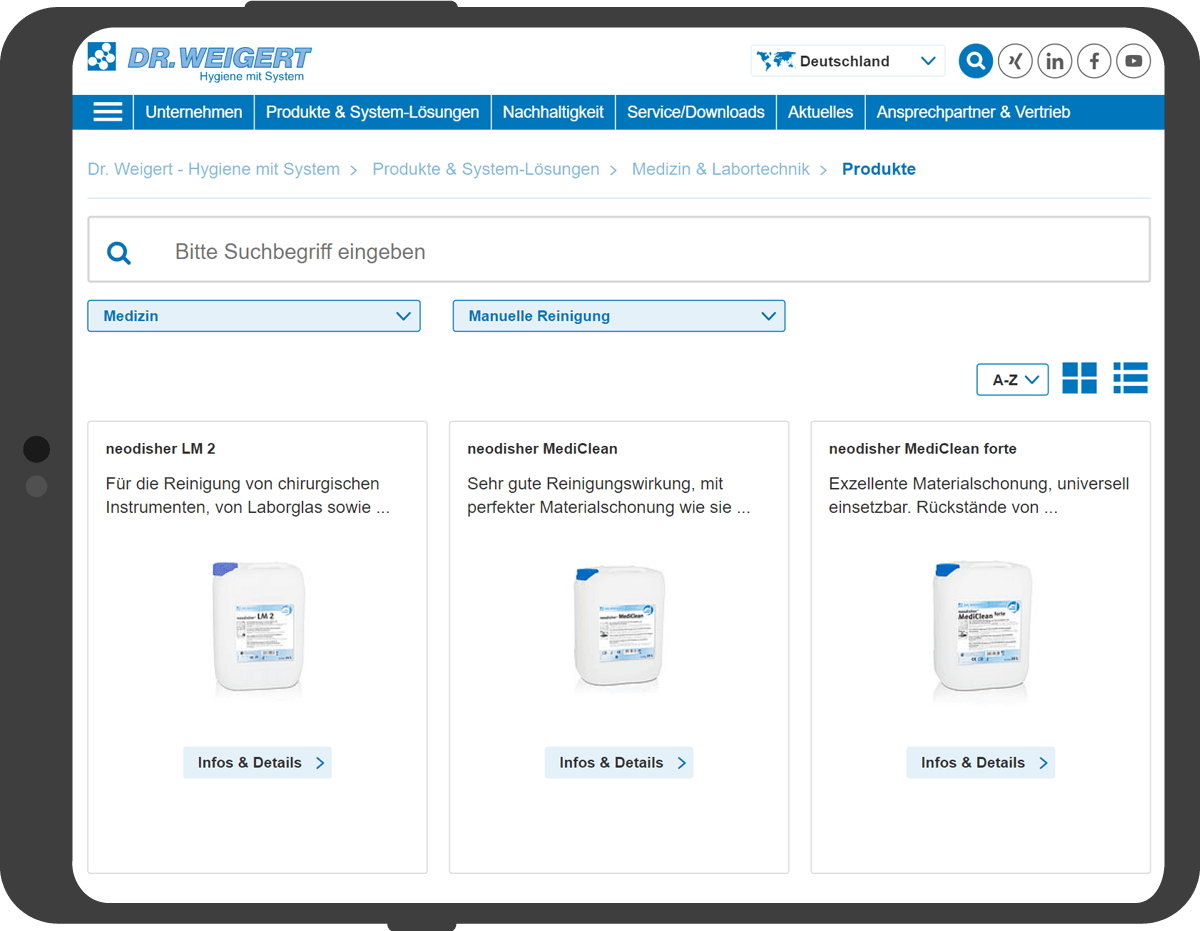 DR. WEIGERT
Hygiene mit System
Deutschland
Unternehmen
Produkte & System-Lösungen
Nachhaltigkeit
Service/Downloads
Aktuelles
Ansprechpartner & Vertrieb
Dr. Weigert - Hygiene mit System > Produkte & System-Lösungen > Medizin & Labortechnik > Produkte
Bitte Suchbegriff eingeben
Medizin
Manuelle Reinigung
A-Z
neodisher LM 2
Für die Reinigung von chirurgischen
Instrumenten, von Laborglas sowie ...
neodisher LM 2
Infos & Details
neodisher MediClean
Sehr gute Reinigungswirkung, mit
perfekter Materialschonung wie sie ...
neodisher MediClean
Infos & Details
neodisher MediClean forte
Exzellente Materialschonung, universell
einsetzbar. Rückstände von ...
neodisher
MediClean forte
Infos & Details